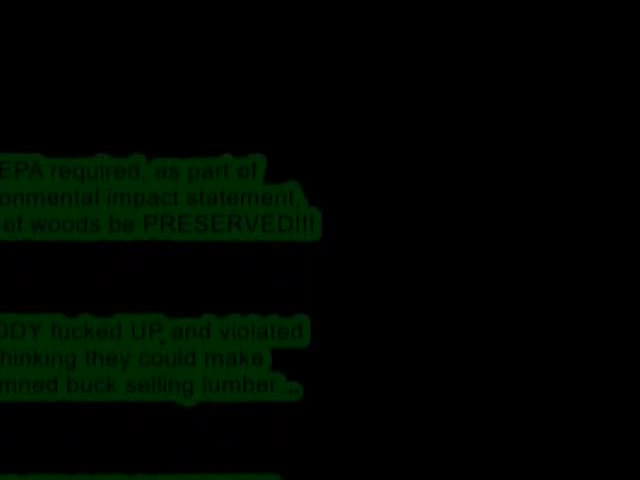 EPA required, as part of
onmental impact statement,
of woods be PRESERVED!!!
ODY fucked UP, and violated
hinking they could make
mned buck selling lumber ...